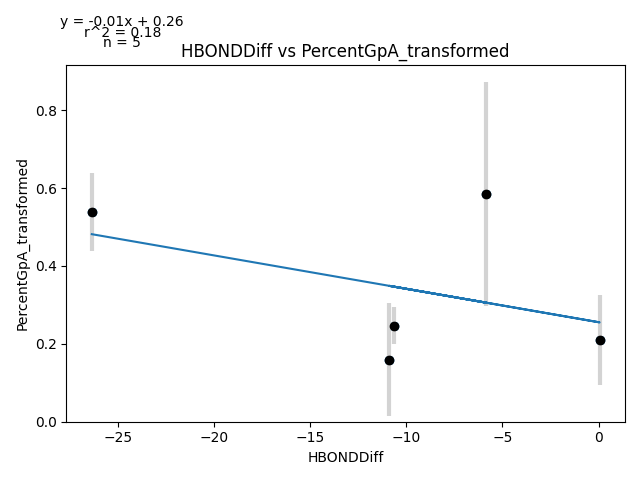 y = -0.01x + 0.26
r^2 = 0.18
n = 5
HBONDDiff vs PercentGpA_transformed
PercentGpA_transformed
0.8
0.6
0.4
0.2
0.0
−25
−20
−15
−10
−5
0
HBONDDiff